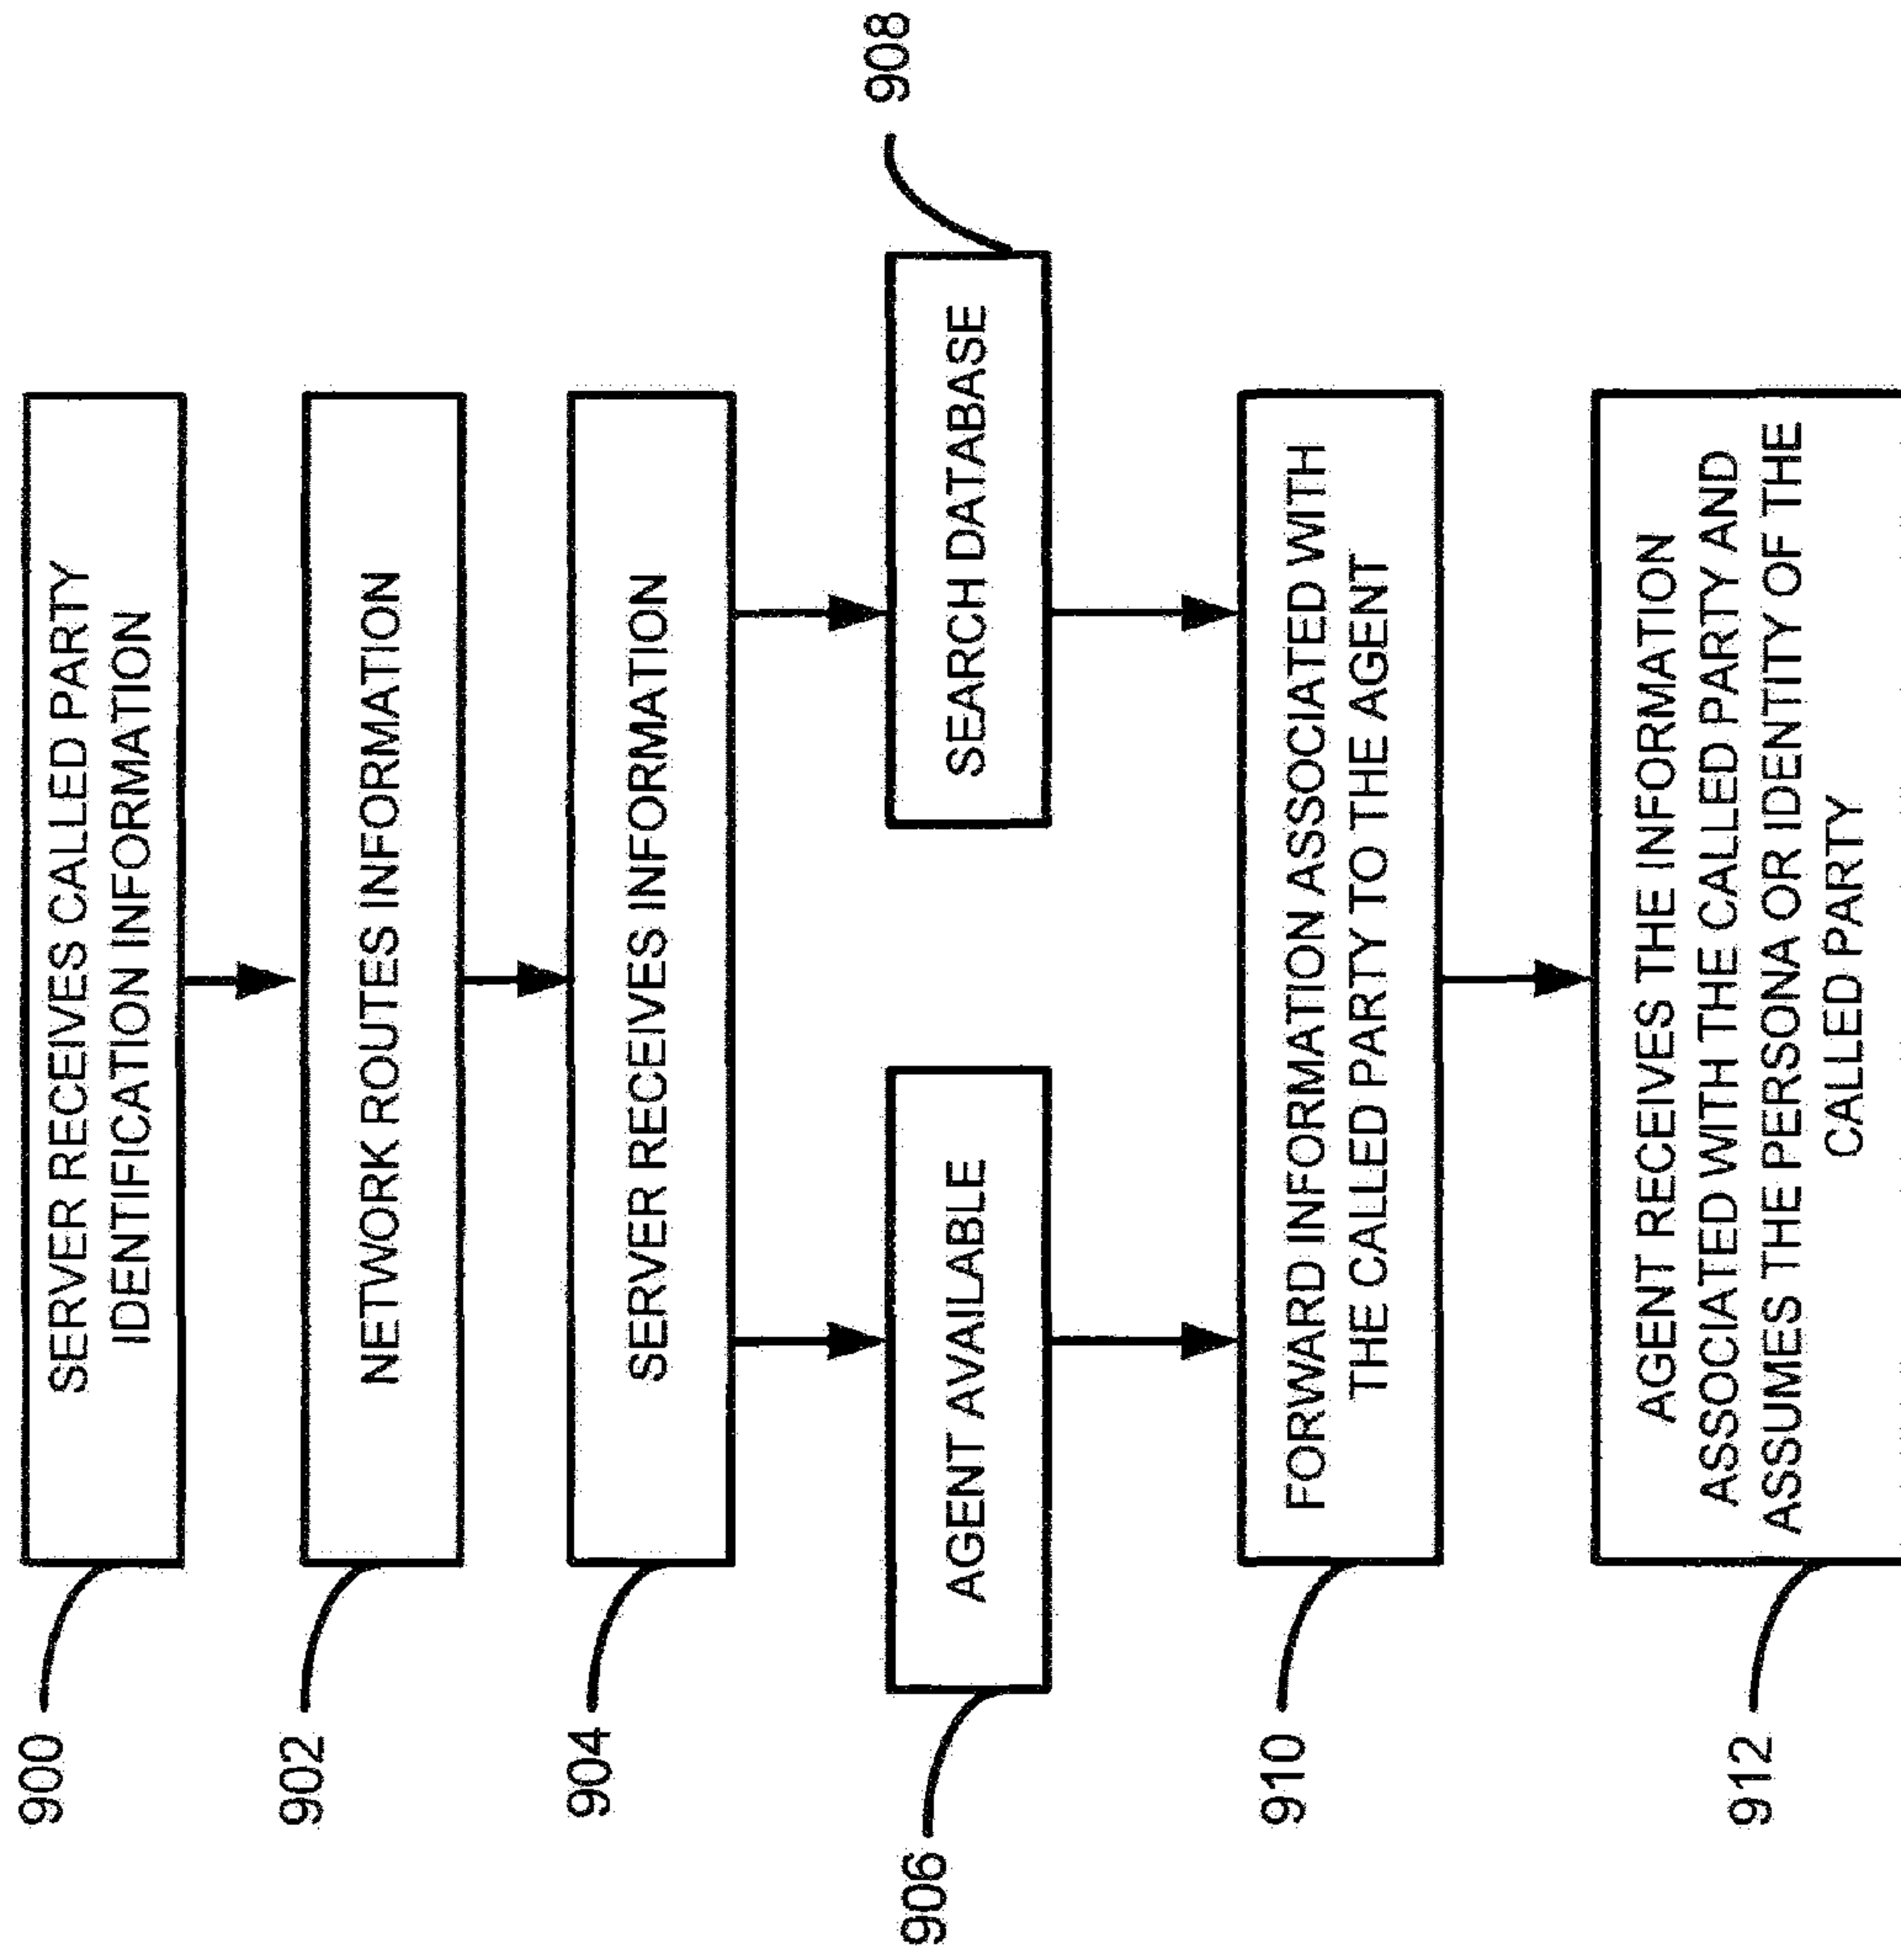 900
SERVER RECEIVES CALLED PARTY
IDENTIFICATION INFORMATION
902
NETWORK ROUTES INFORMATION
904
SERVER RECEIVES INFORMATION
906
AGENT AVAILABLE
SEARCH DATABASE
908
910
FORWARD INFORMATION ASSOCIATED WITH
THE CALLED PARTY TO THE AGENT
912
AGENT RECEIVES THE INFORMATION
ASSOCIATED WITH THE CALLED PARTY AND
ASSUMES THE PERSONA OR IDENTITY OF THE
CALLED PARTY